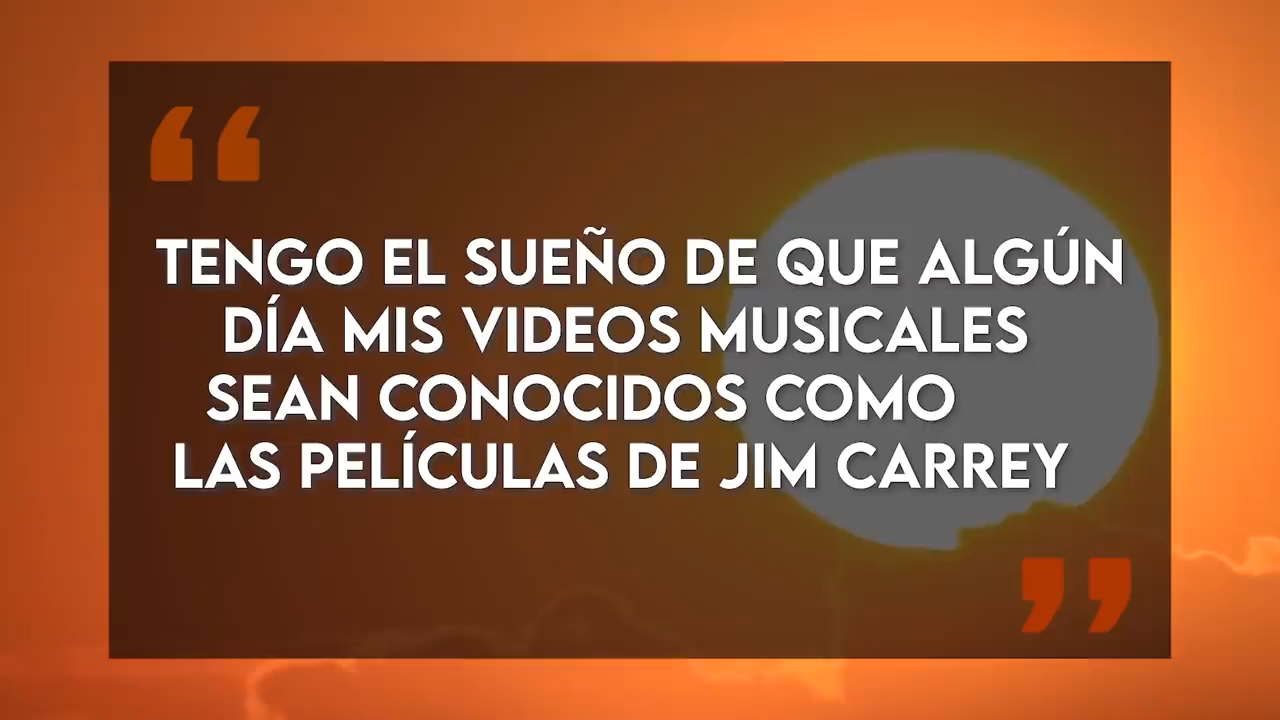 “
TENGO EL SUEÑO DE QUE ALGÚN
DÍA MIS VIDEOS MUSICALES
SEAN CONOCIDOS COMO
LAS PELÍCULAS DE JIM CARREY
”